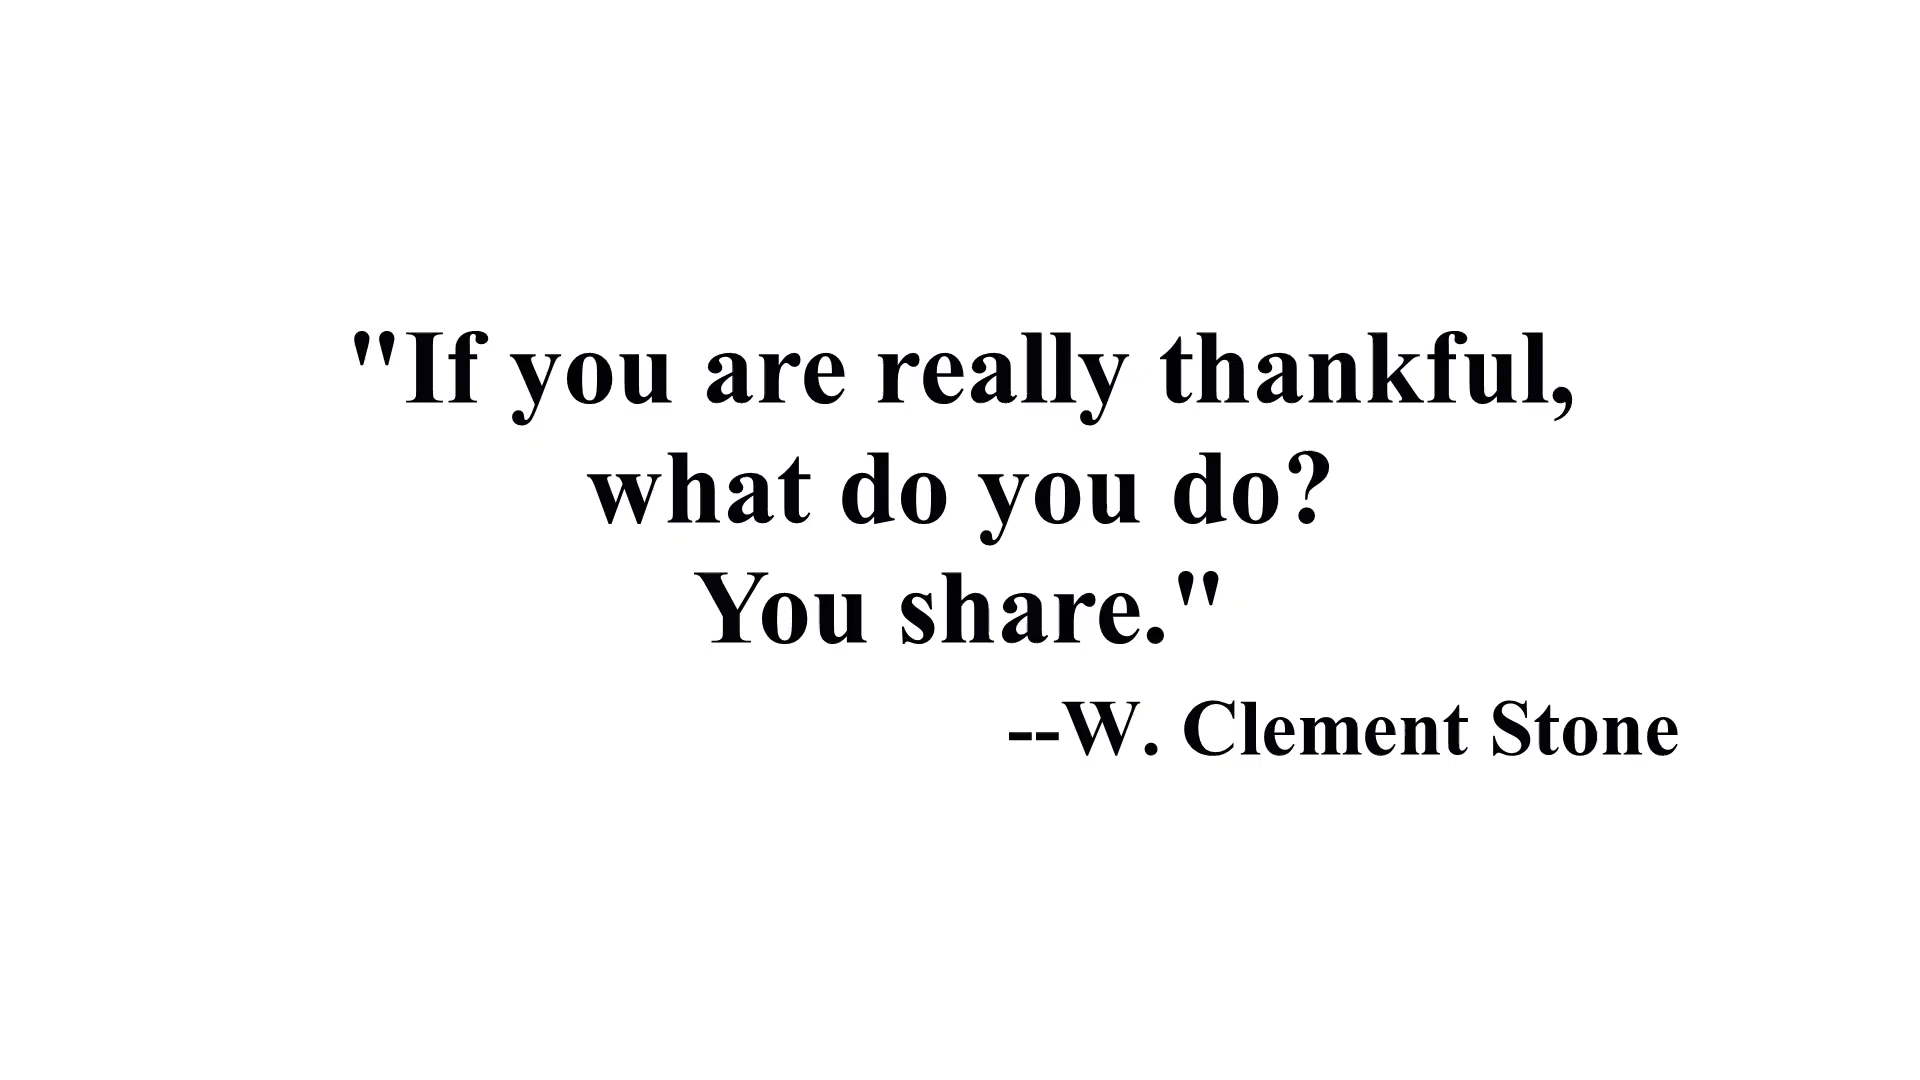 "If you are really thankful,
what do you do?
You share."
--W. Clement Stone